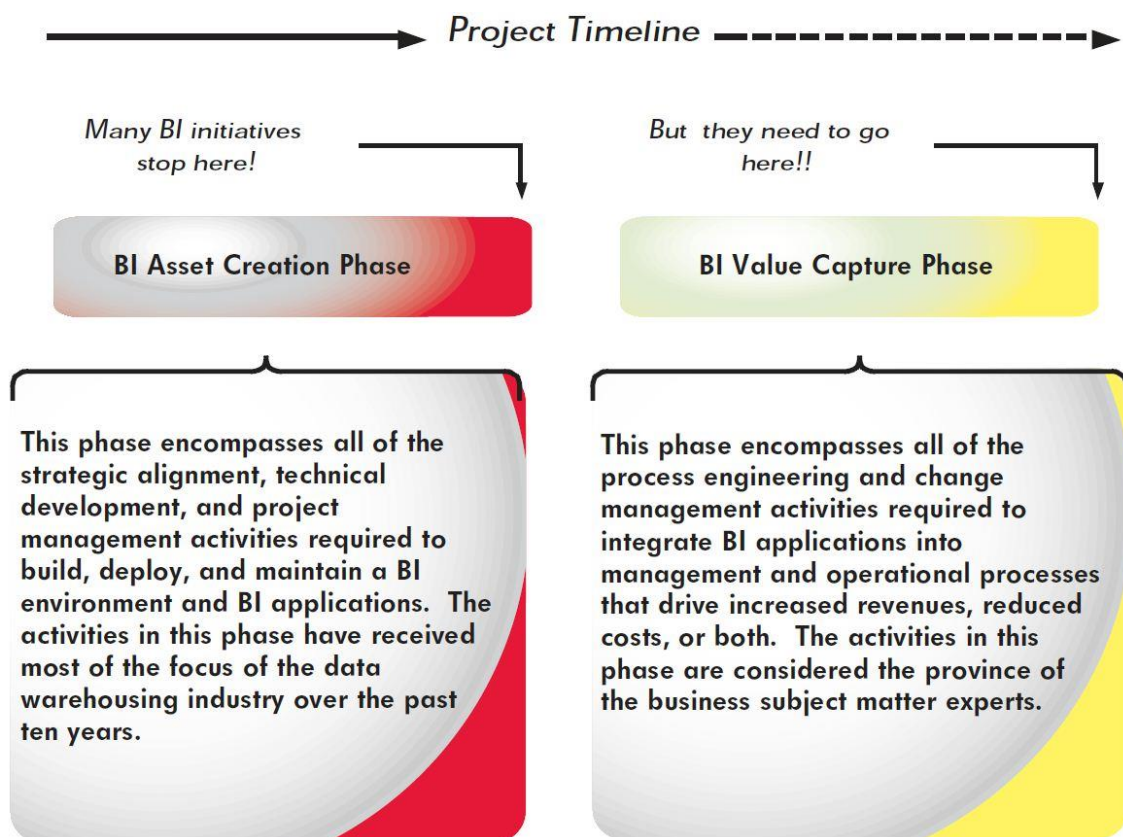 Project Timeline
Many BI initiatives
stop here!
But they need to go
here!!
BI Asset Creation Phase
BI Value Capture Phase
This phase encompasses all of the
strategic alignment, technical
development, and project
management activities required to
build, deploy, and maintain a BI
environment and BI applications. The
activities in this phase have received
most of the focus of the data
warehousing industry over the past
ten years.
This phase encompasses all of the
process engineering and change
management activities required to
integrate BI applications into
management and operational processes
that drive increased revenues, reduced
costs, or both. The activities in this
phase are considered the province of
the business subject matter experts.